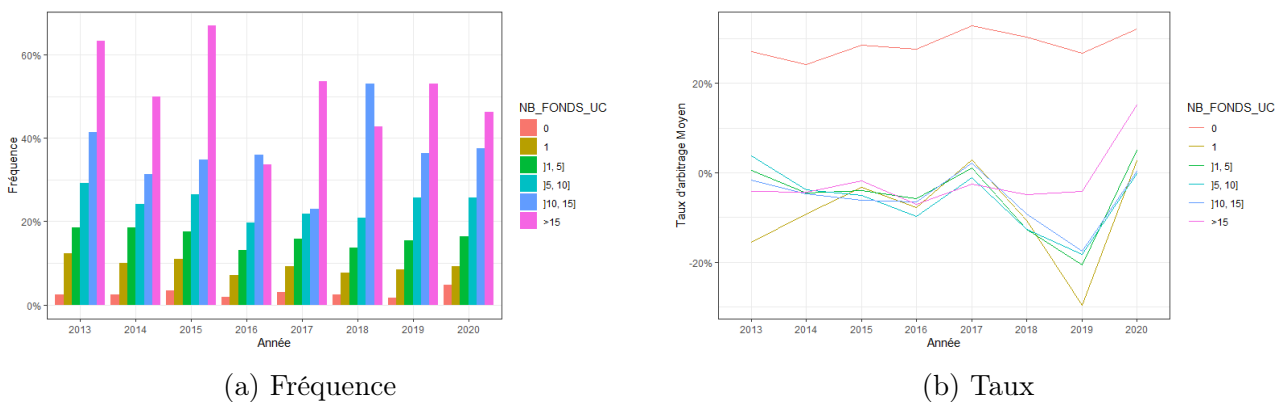 60%
40%
20%
0%
Fréquence
2013 2014 2015 2016 2017 2018 2019 2020
Année
NB_FONDS_UC
0
1
]1, 5]
]5, 10]
]10, 15]
>15
(a) Fréquence
20%
0%
-20%
Taux d'arbitrage Moyen
2013 2014 2015 2016 2017 2018 2019 2020
Année
NB_FONDS_UC
0
1
]1, 5]
]5, 10]
]10, 15]
>15
(b) Taux